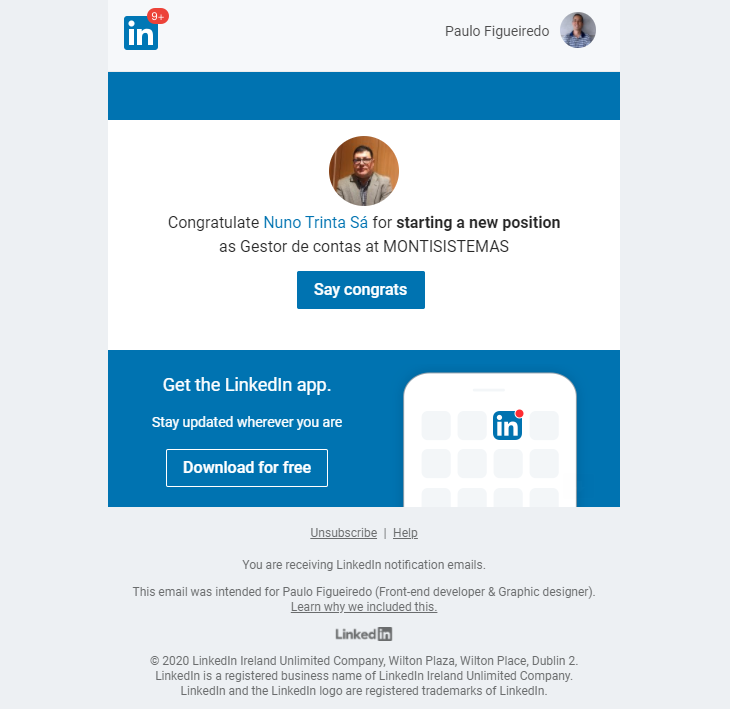 in 9+
Paulo Figueiredo
Congratulate Nuno Trinta Sá for starting a new position
as Gestor de contas at MONTISISTEMAS
Say congrats
Get the LinkedIn app.
Stay updated wherever you are
Download for free
in
Unsubscribe | Help
You are receiving LinkedIn notification emails.
This email was intended for Paulo Figueiredo (Front-end developer & Graphic designer).
Learn why we included this.
Linkedin
© 2020 LinkedIn Ireland Unlimited Company, Wilton Plaza, Wilton Place, Dublin 2.
LinkedIn is a registered business name of LinkedIn Ireland Unlimited Company.
LinkedIn and the LinkedIn logo are registered trademarks of LinkedIn.